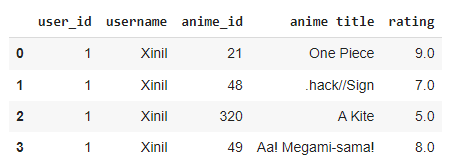 user_id username anime_id anime title rating
0 1 Xinil 21 One Piece 9.0
1 1 Xinil 48 .hack//Sign 7.0
2 1 Xinil 320 A Kite 5.0
3 1 Xinil 49 Aa! Megami-sama! 8.0